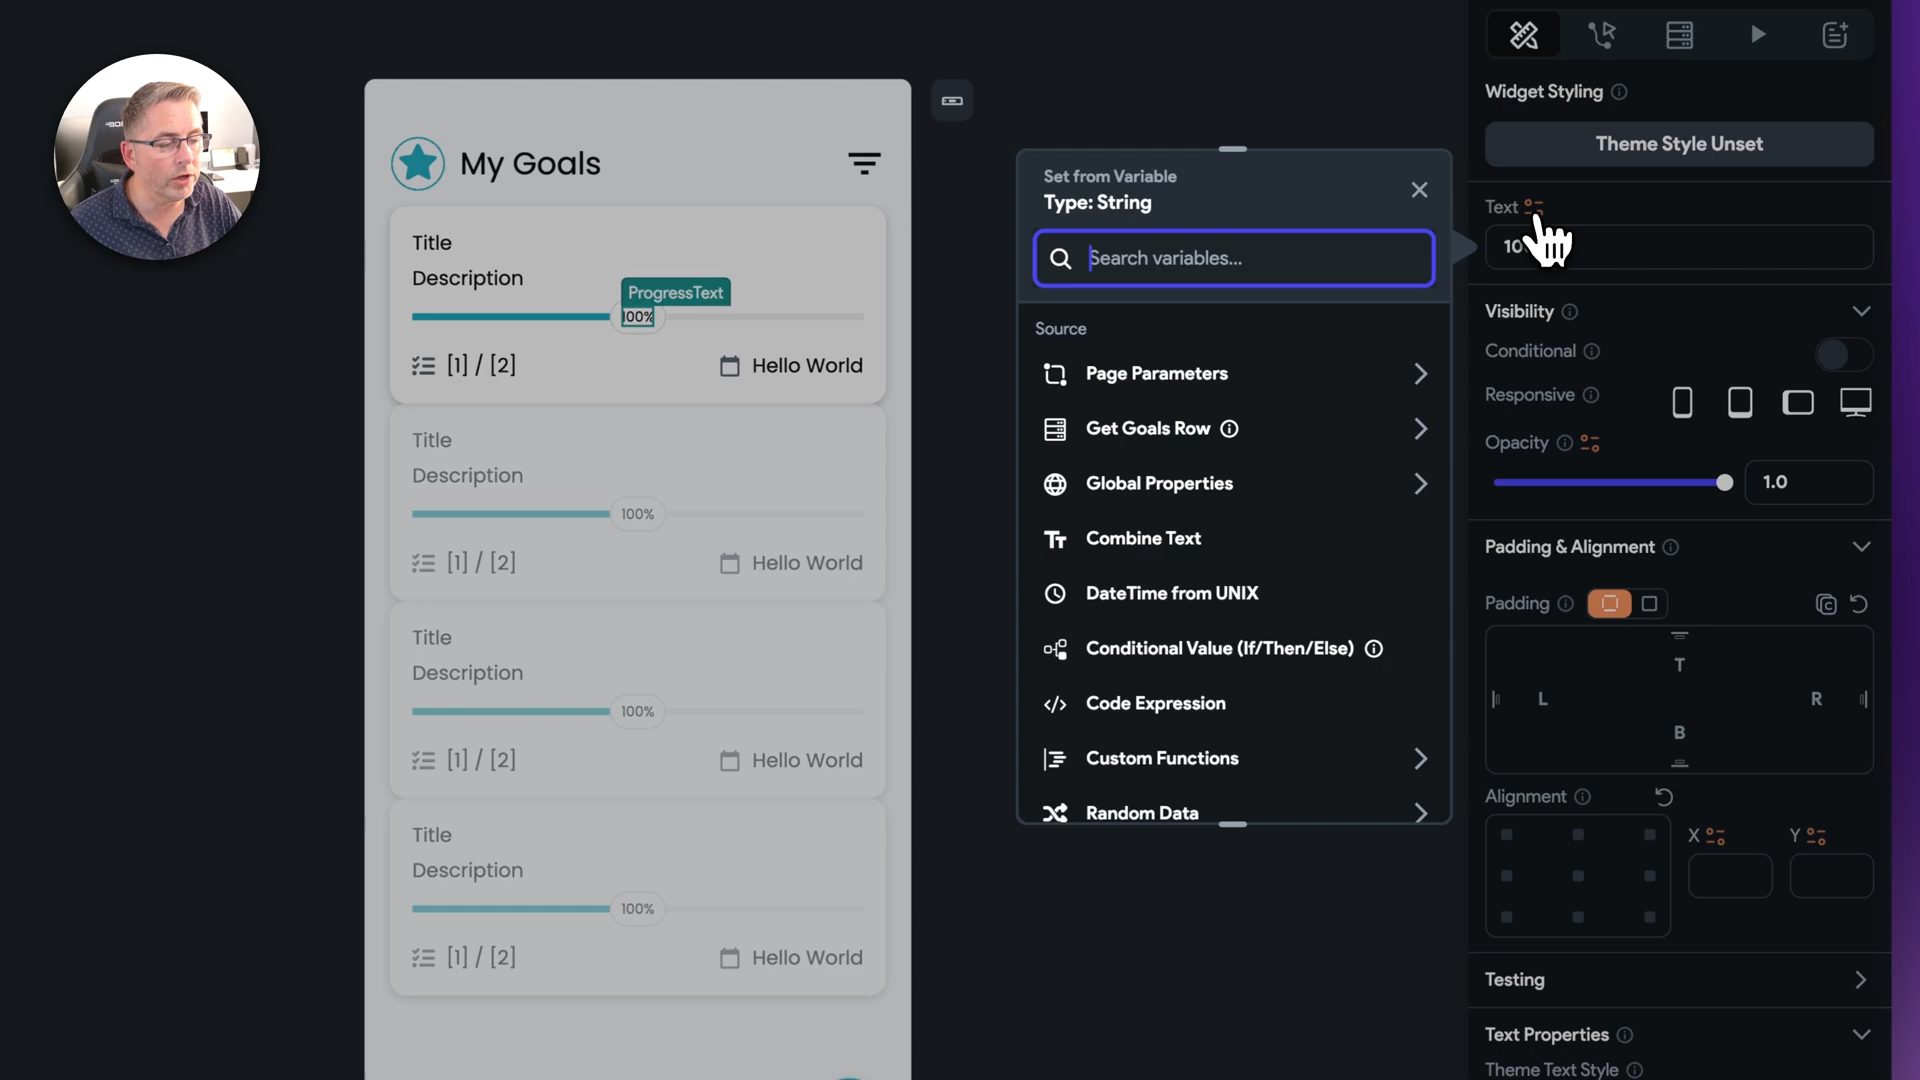 My Goals
Title
Description
ProgressText
100%
[1] / [2]
Hello World
Title
Description
100%
[1] / [2]
Hello World
Title
Description
100%
[1] / [2]
Hello World
Title
Description
100%
[1] / [2]
Hello World
Set from Variable
Type: String
Search variables...
Source
Page Parameters
Get Goals Row
Global Properties
Combine Text
DateTime from UNIX
Conditional Value (If/Then/Else)
Code Expression
Custom Functions
Random Data
Widget Styling
Theme Style Unset
Text
Visibility
Conditional
Responsive
Opacity
1.0
Padding & Alignment
Padding
T
L
R
B
Alignment
X
Y
Testing
Text Properties
Theme Text Style